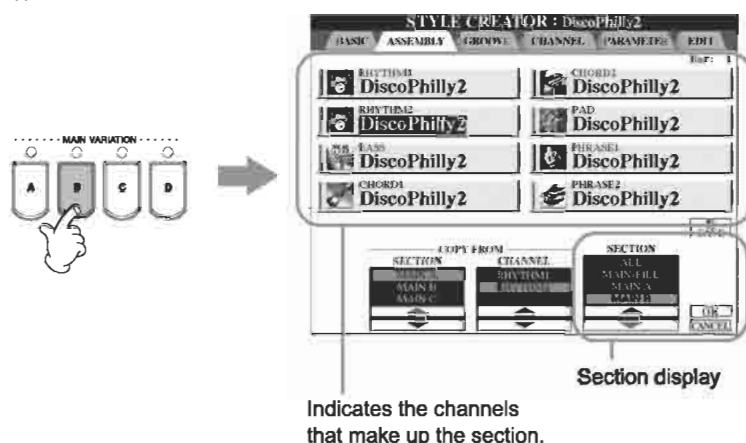 STYLE CREATOR : DiscoPhilly2
BASIC ASSEMBLY GROOVE CHANNEL PARAMETER EDIT
Bar: 1
RHYTHM1
DiscoPhilly2
CHORD2
DiscoPhilly2
RHYTHM2
DiscoPhilly2
PAD
DiscoPhilly2
BASS
DiscoPhilly2
PHRASE1
DiscoPhilly2
CHORD1
DiscoPhilly2
PHRASE2
DiscoPhilly2
MAIN VARIATION
A B C D
COPY FROM
SECTION CHANNEL SECTION
MAIN A
MAIN B
MAIN C
RHYTHM1
ALL
MAIN-FILL
MAIN A
MAIN B
OK
CANCEL
Section display
Indicates the channels
that make up the section.